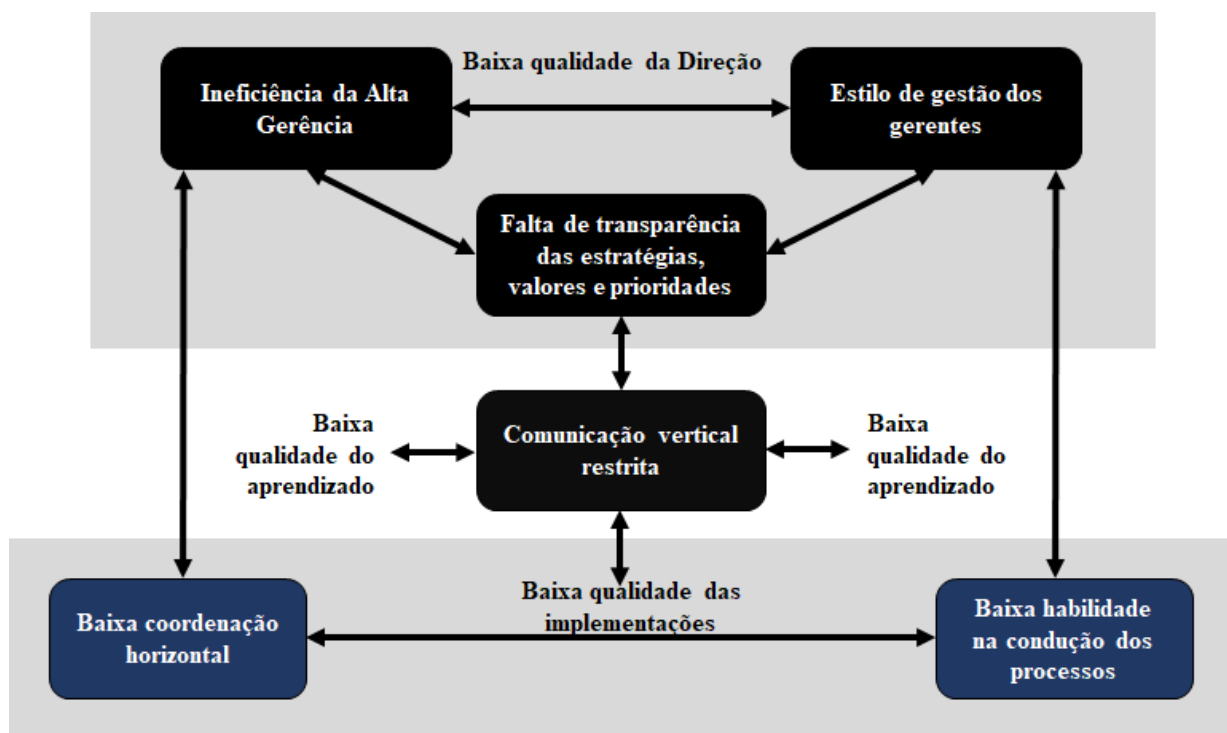 Baixa qualidade da Direção
Ineficiência da Alta
Gerência
Estilo de gestão dos
gerentes
Falta de transparência
das estratégias,
valores e prioridades
Baixa
qualidade do
aprendizado
Comunicação vertical
restrita
Baixa
qualidade do
aprendizado
Baixa qualidade das
implementações
Baixa coordenação
horizontal
Baixa habilidade
na condução dos
processos